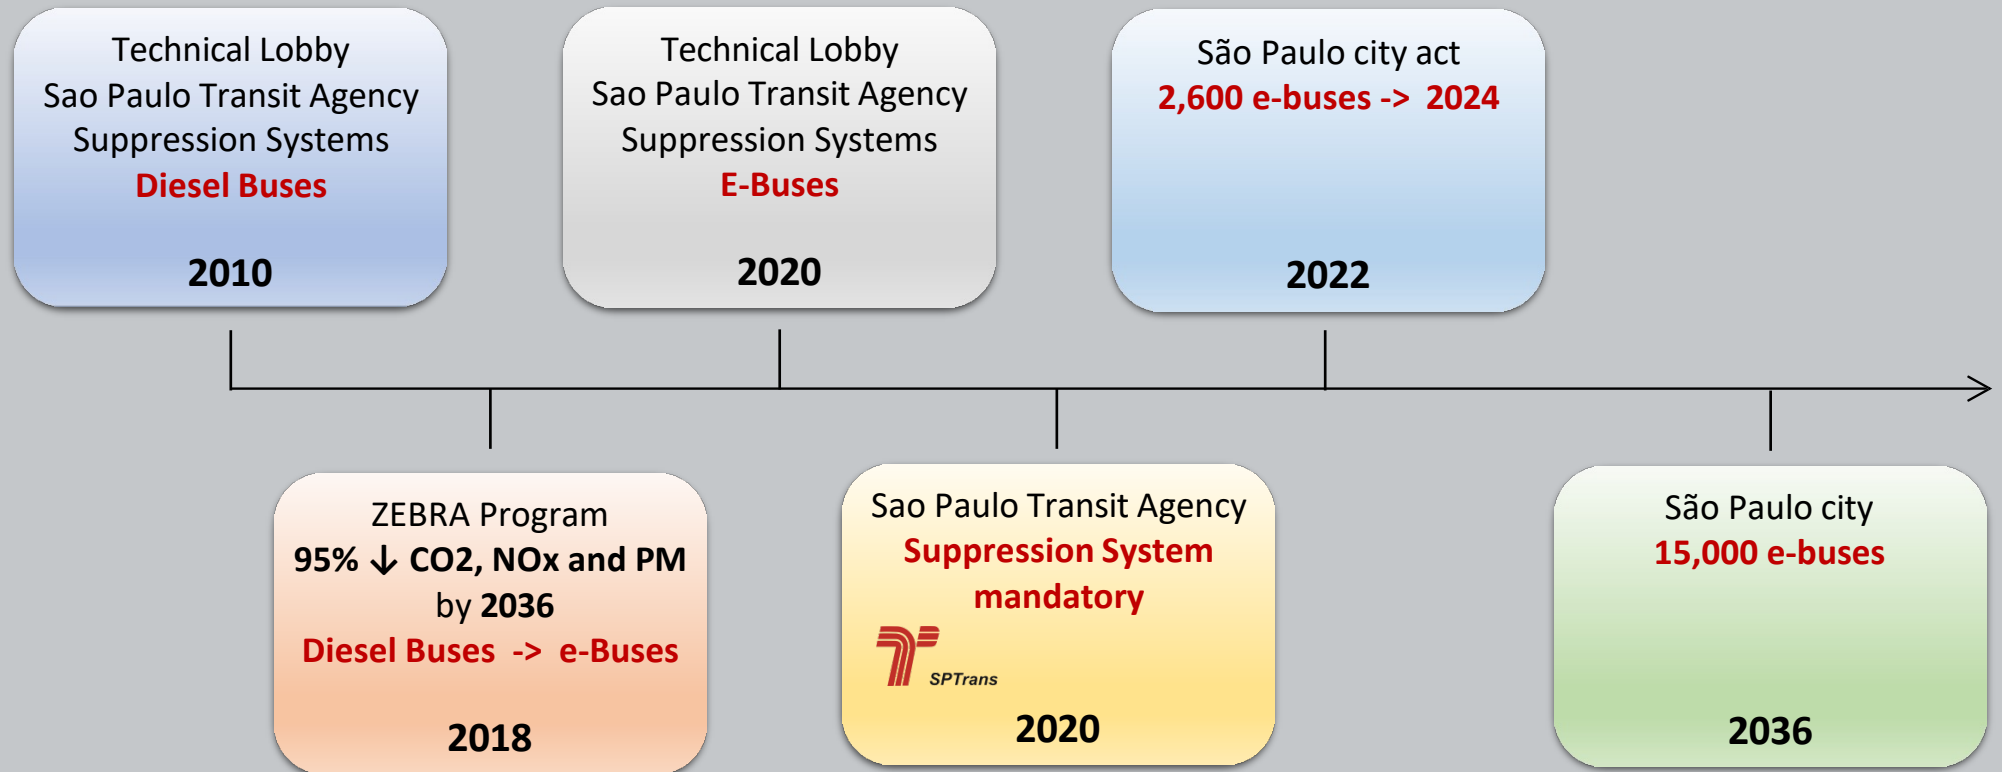 Technical Lobby
Sao Paulo Transit Agency
Suppression Systems
Diesel Buses
2010
Technical Lobby
Sao Paulo Transit Agency
Suppression Systems
E-Buses
2020
São Paulo city act
2,600 e-buses -> 2024
2022
ZEBRA Program
95% ↓ CO2, NOx and PM
by 2036
Diesel Buses -> e-Buses
2018
Sao Paulo Transit Agency
Suppression System
mandatory
SPTrans
2020
São Paulo city
15,000 e-buses
2036